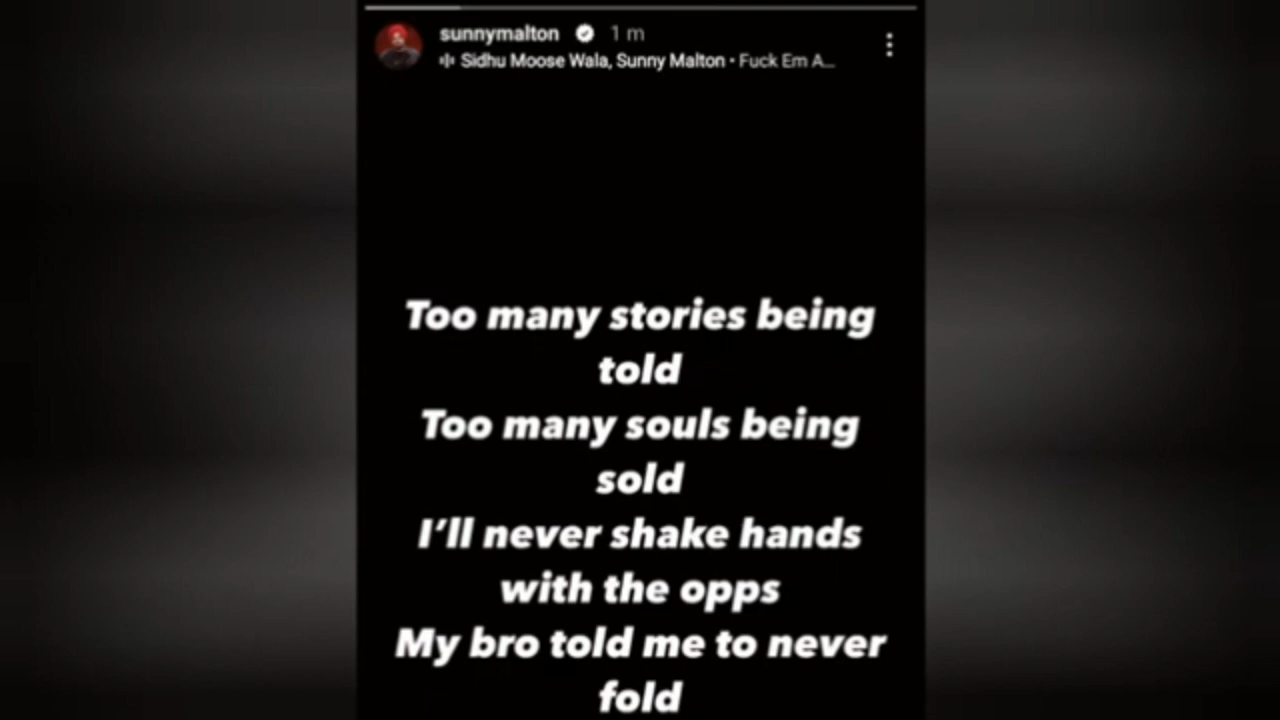 sunnymalton 1 m
Sidhu Moose Wala, Sunny Malton • Fuck Em A...
Too many stories being
told
Too many souls being
sold
I'll never shake hands
with the opps
My bro told me to never
fold